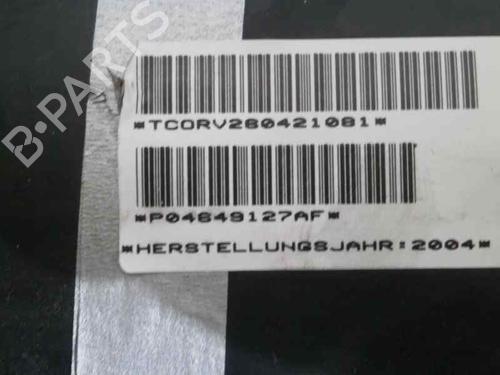 B-PARTS
*TCORV280421081*
*P04649127AF*
*HERSTELLUNGSJAHR:2004*